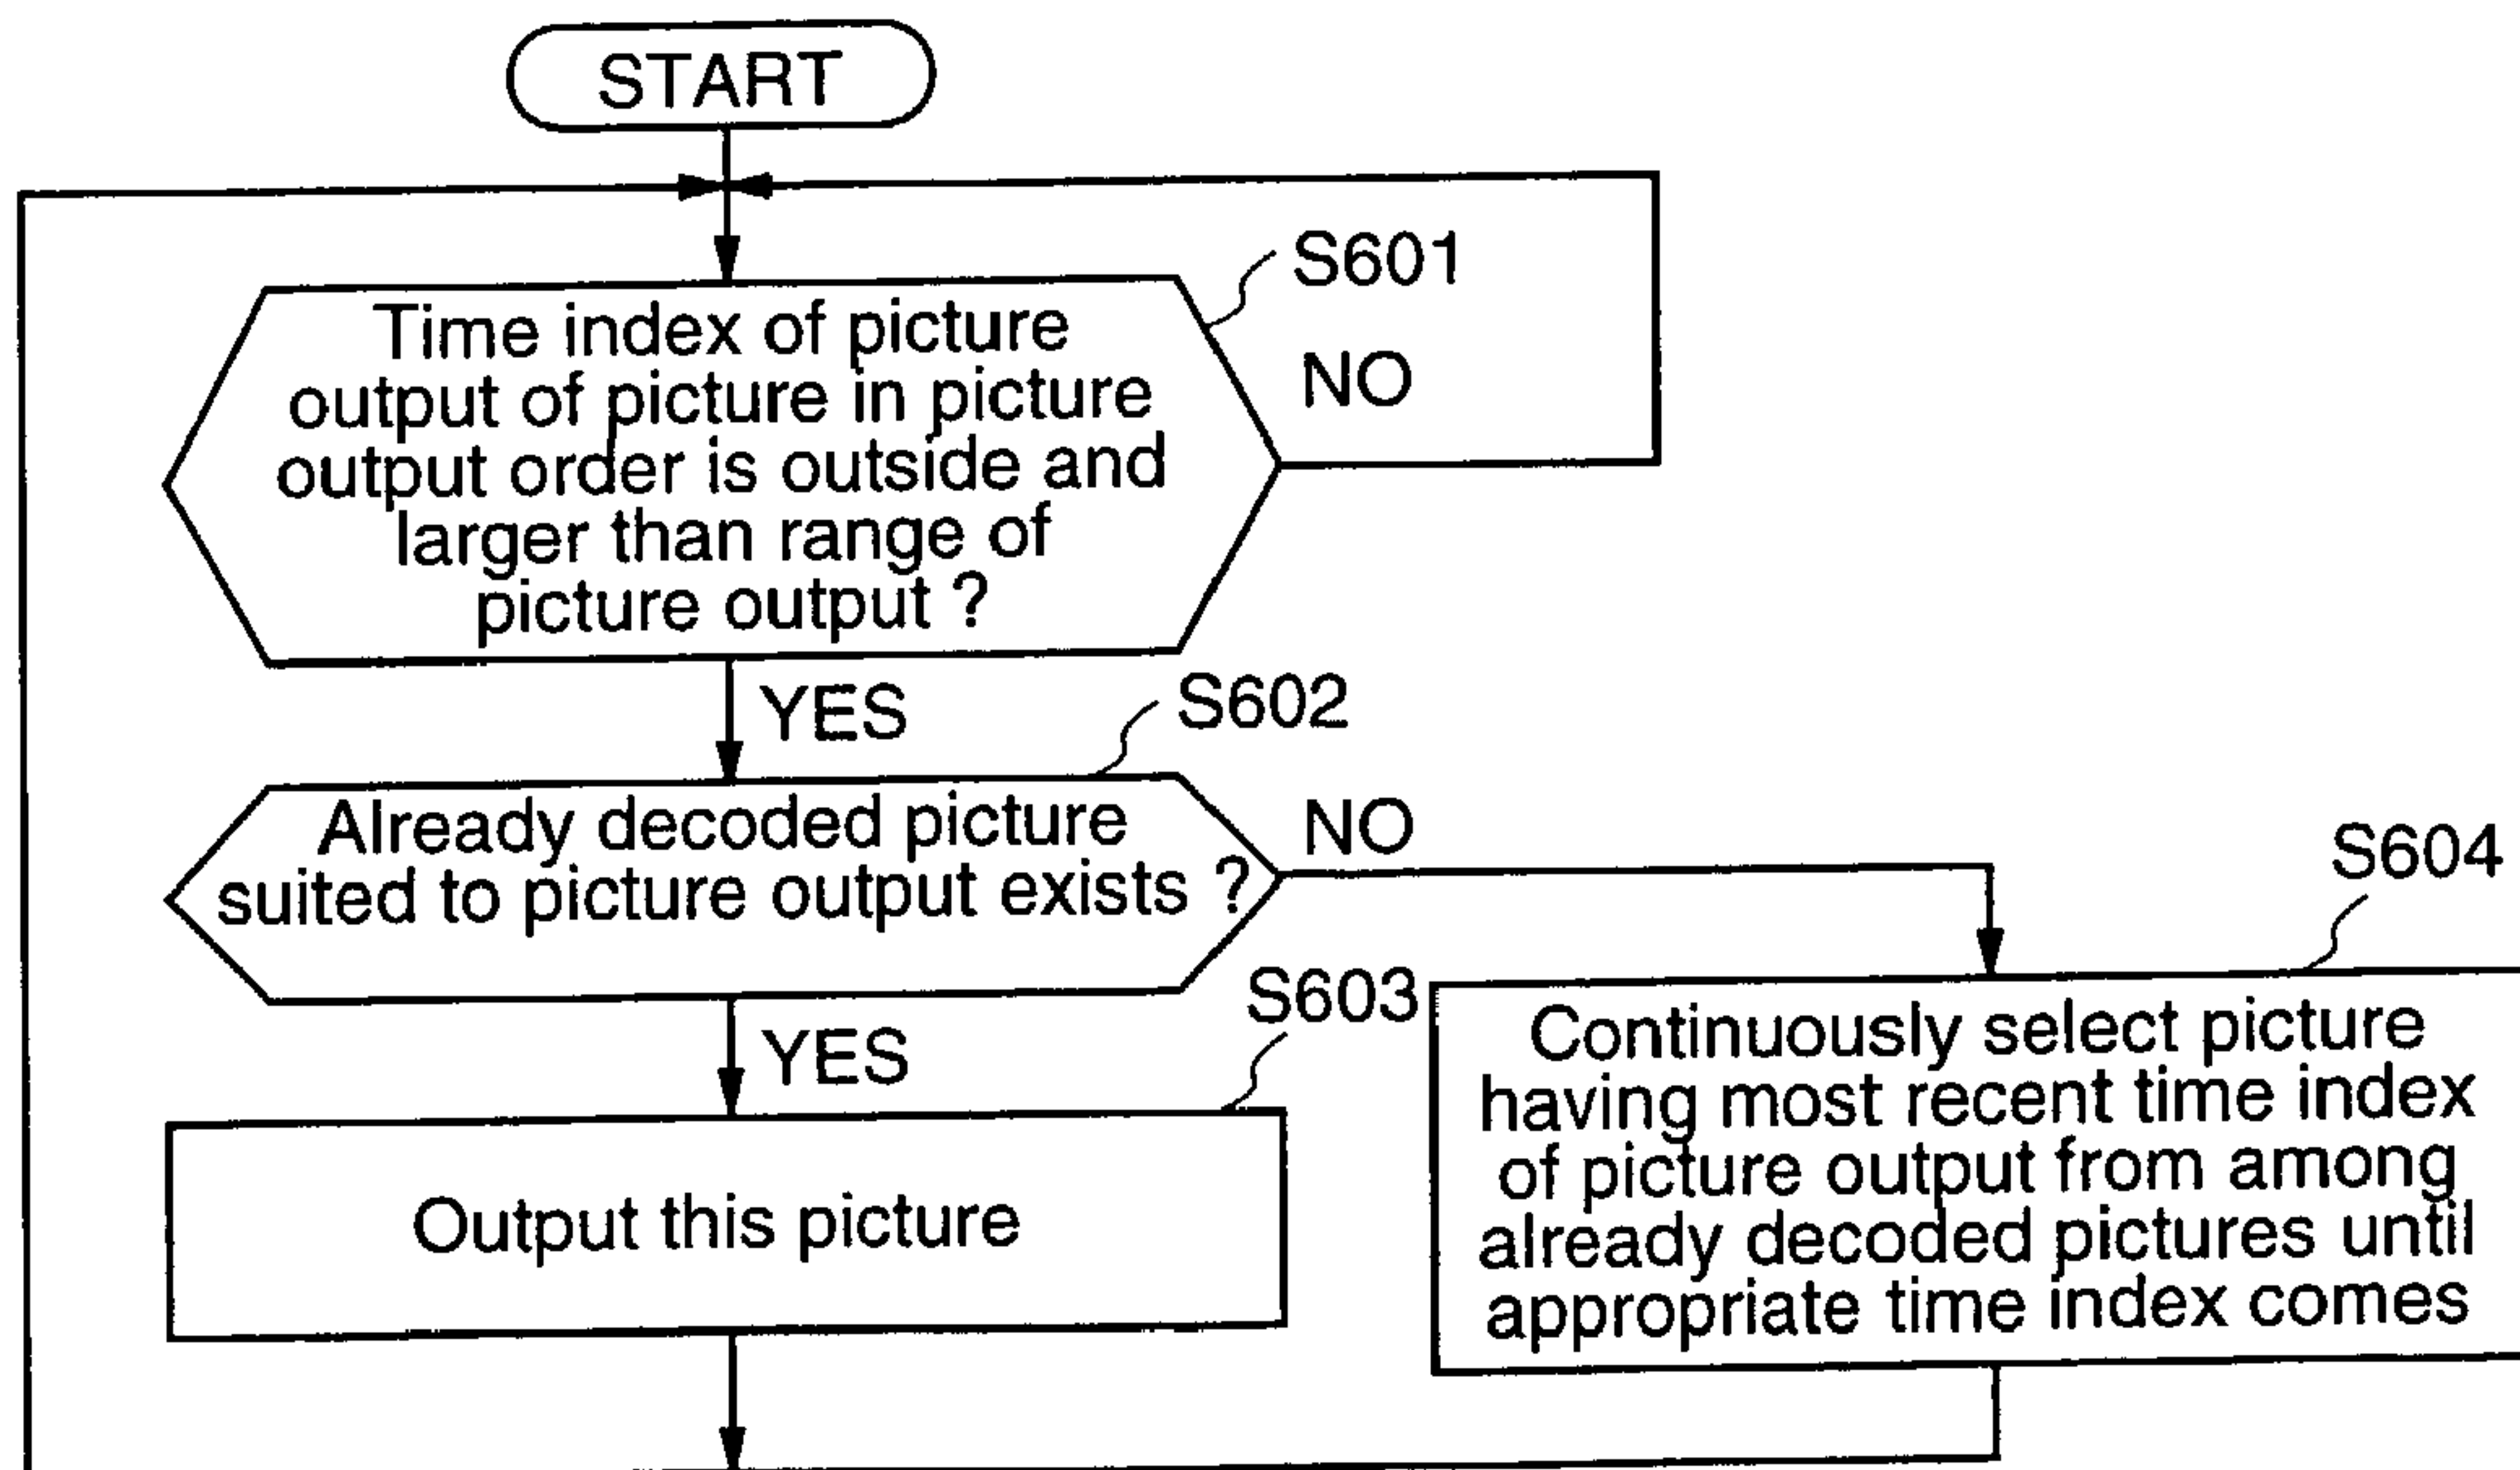 START
S601
Time index of picture
output of picture in picture
output order is outside and
larger than range of
picture output ?
NO
YES
S602
Already decoded picture
suited to picture output exists ?
NO
YES
S603
Output this picture
S604
Continuously select picture
having most recent time index
of picture output from among
already decoded pictures until
appropriate time index comes